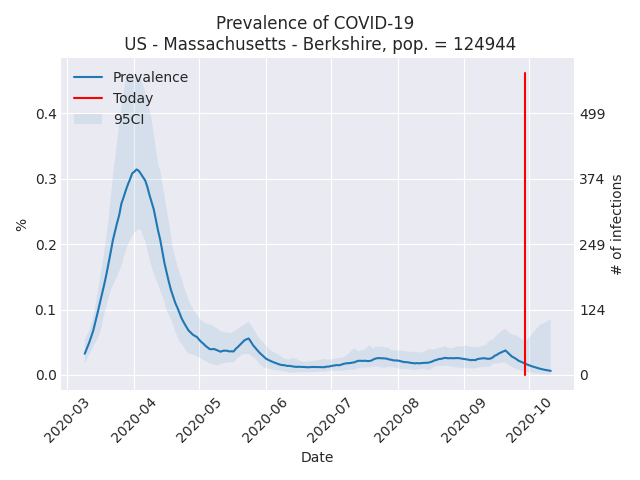 Prevalence of COVID-19
US - Massachusetts - Berkshire, pop. = 124944
Prevalence
Today
95CI
0.4
0.3
0.2
0.1
0.0
%
499
374
249
124
0
# of infections
2020-03
2020-04
2020-05
2020-06
2020-07
2020-08
2020-09
2020-10
Date